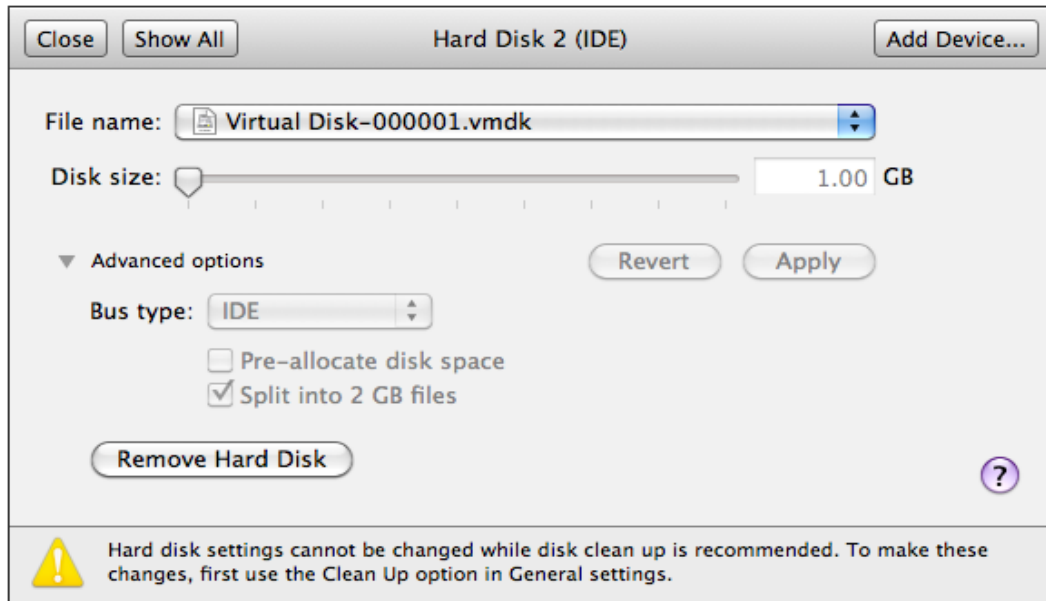 Close Show All Hard Disk 2 (IDE) Add Device...
File name: Virtual Disk-000001.vmdk
Disk size: 1.00 GB
Advanced options Revert Apply
Bus type: IDE
Pre-allocate disk space
Split into 2 GB files
Remove Hard Disk
?
Hard disk settings cannot be changed while disk clean up is recommended. To make these
changes, first use the Clean Up option in General settings.